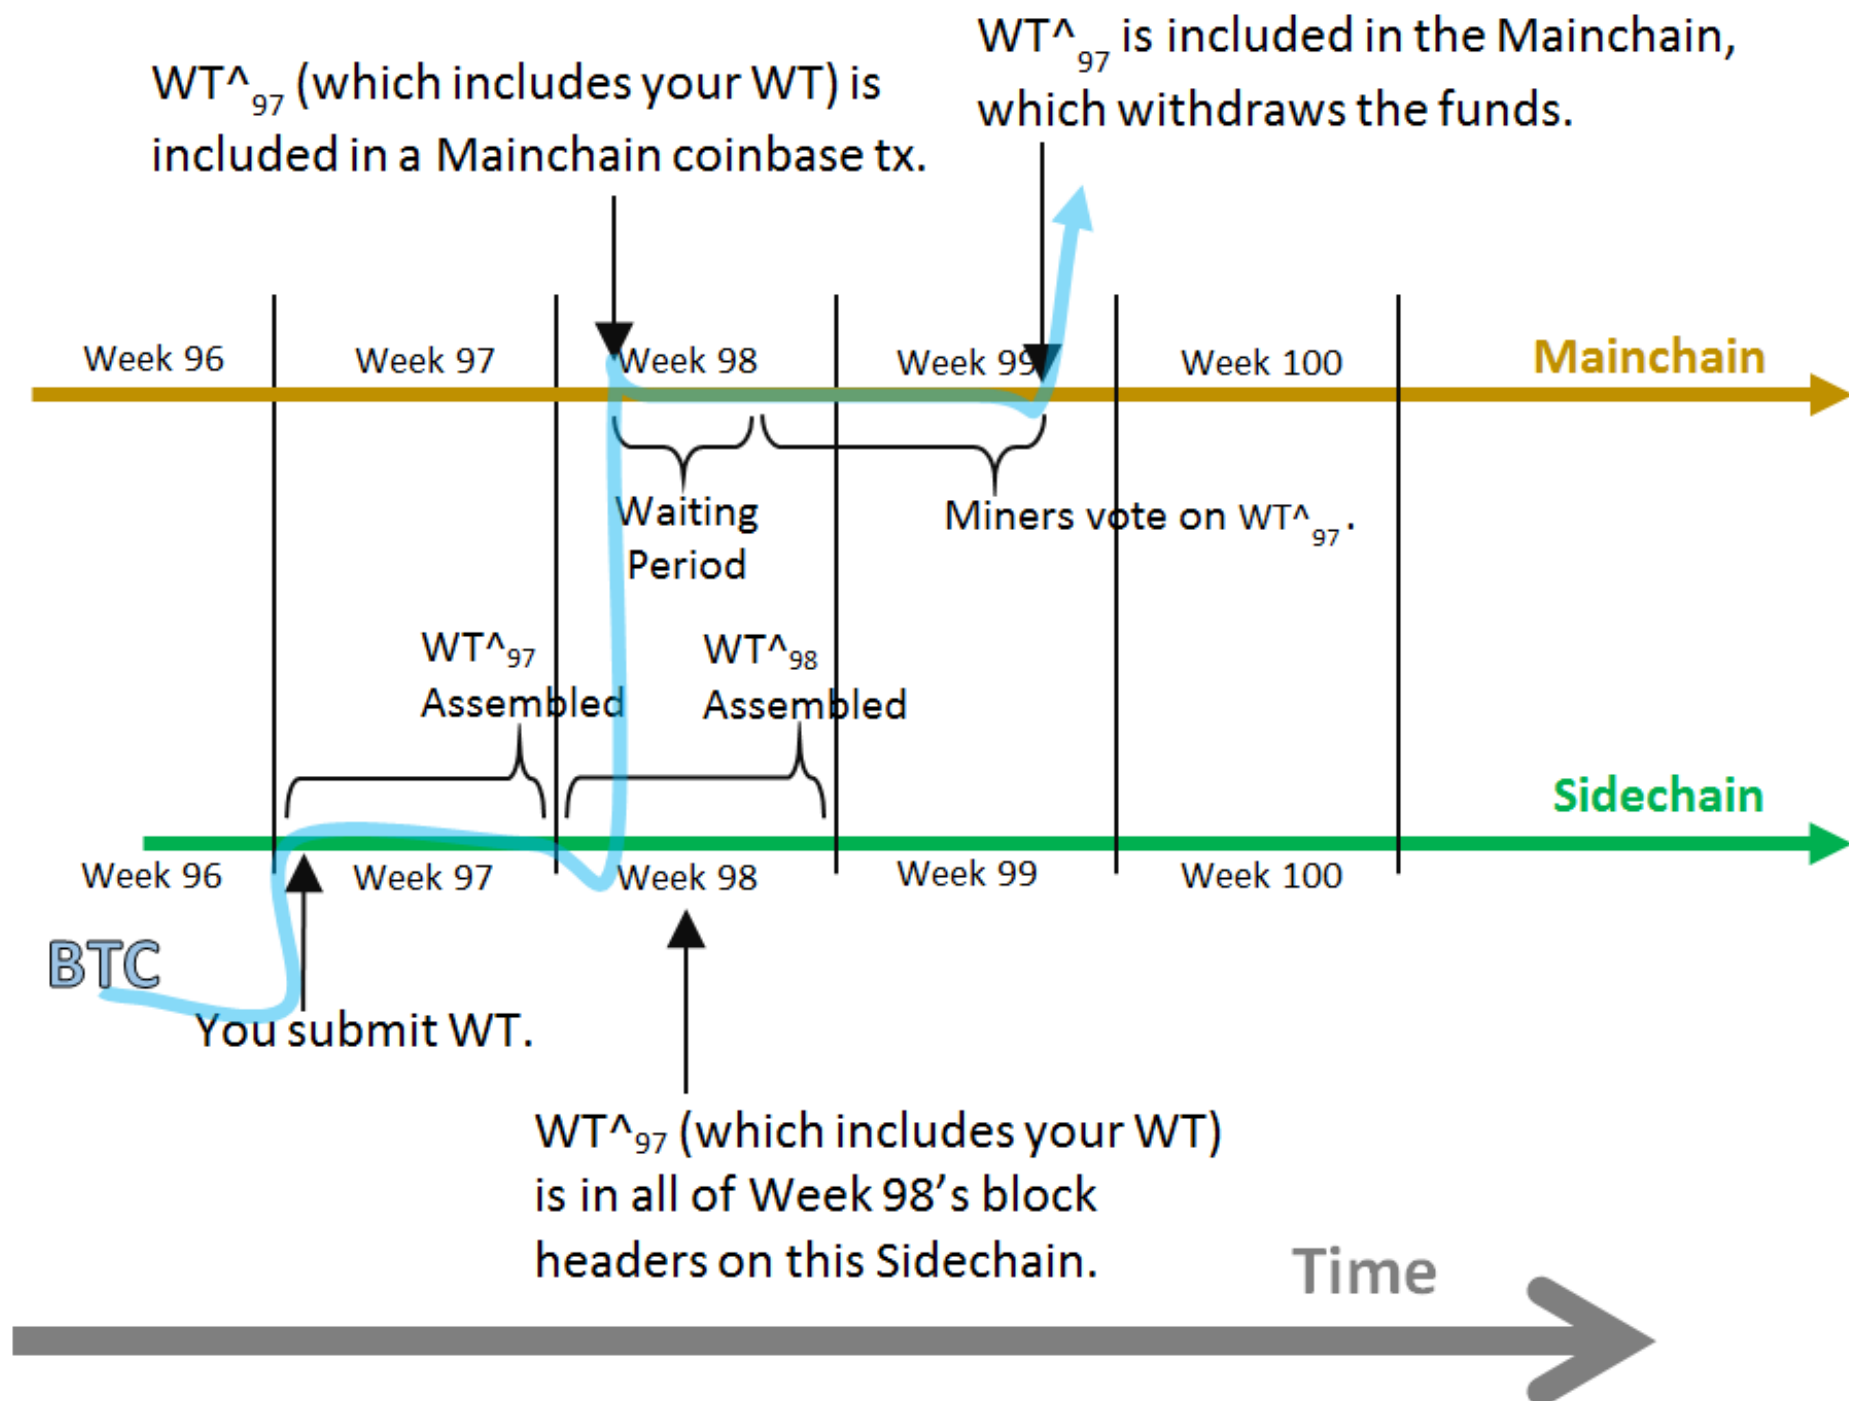 WT^97 (which includes your WT) is
included in a Mainchain coinbase tx.
WT^97 is included in the Mainchain,
which withdraws the funds.
Week 96
Week 97
Week 98
Week 99
Week 100
Mainchain
Waiting
Period
Miners vote on WT^97.
WT^97
Assembled
WT^98
Assembled
Sidechain
Week 96
Week 97
Week 98
Week 99
Week 100
BTC
You submit WT.
WT^97 (which includes your WT)
is in all of Week 98’s block
headers on this Sidechain.
Time